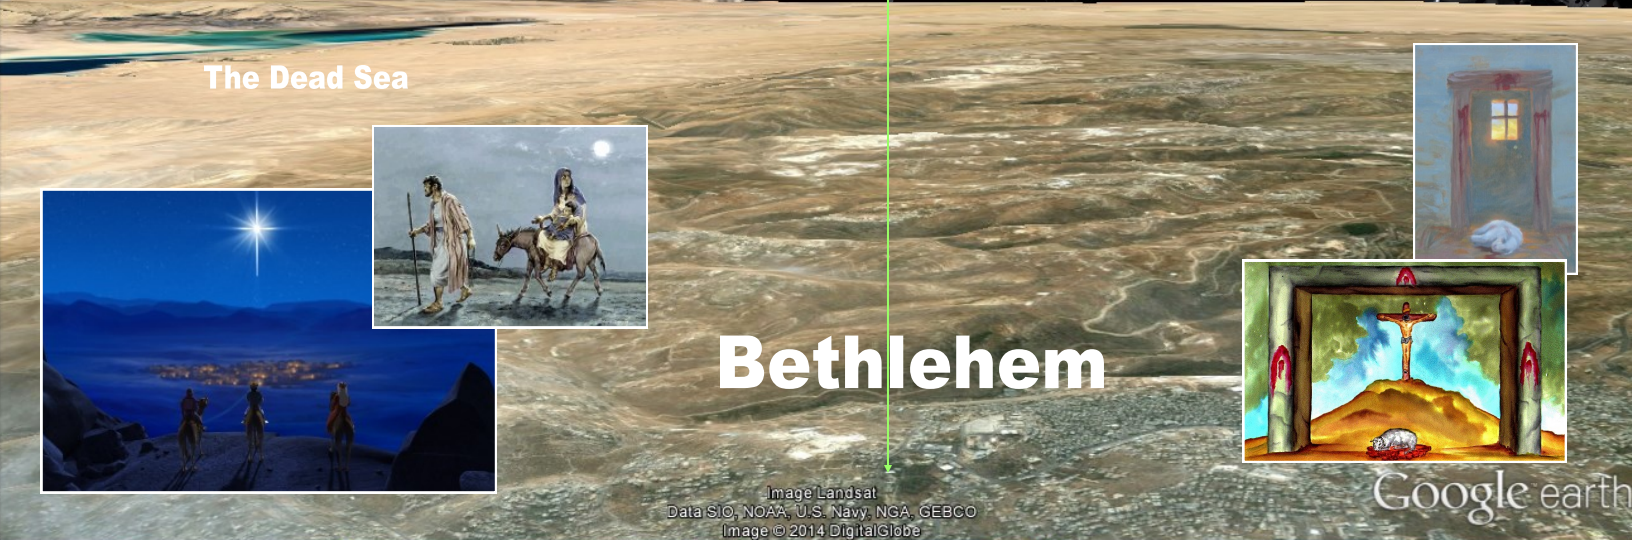 The Dead Sea
Bethlehem
Image Landsat
Data SIO, NOAA, U.S. Navy, NGA, GEBCO
Image © 2014 DigitalGlobe
Google earth